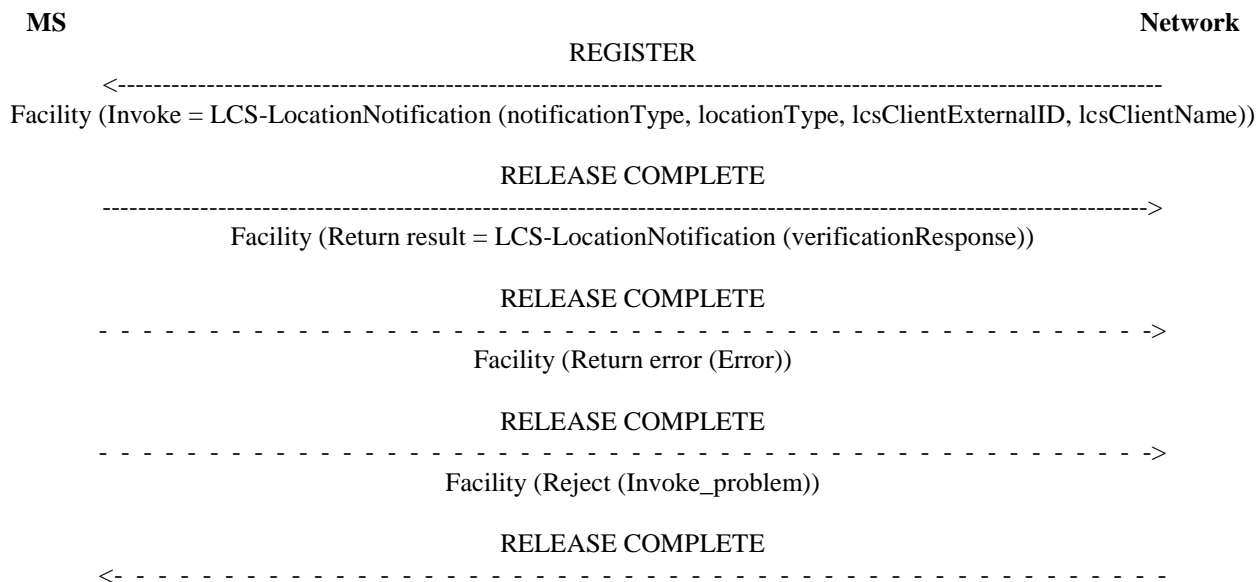 MS Network
REGISTER
<------------------------------------------------------------------------------------------------------------------------
Facility (Invoke = LCS-LocationNotification (notificationType, locationType, lcsClientExternalID, lcsClientName))
RELEASE COMPLETE
------------------------------------------------------------------------------------------------------------------------>
Facility (Return result = LCS-LocationNotification (verificationResponse))
RELEASE COMPLETE
- - - - - - - - - - - - - - - - - - - - - - - - - - - - - - - - - - - - - - - - - - - - - - - ->
Facility (Return error (Error))
RELEASE COMPLETE
- - - - - - - - - - - - - - - - - - - - - - - - - - - - - - - - - - - - - - - - - - - - - - - ->
Facility (Reject (Invoke_problem))
RELEASE COMPLETE
<- - - - - - - - - - - - - - - - - - - - - - - - - - - - - - - - - - - - - - - - - - - - - - - -